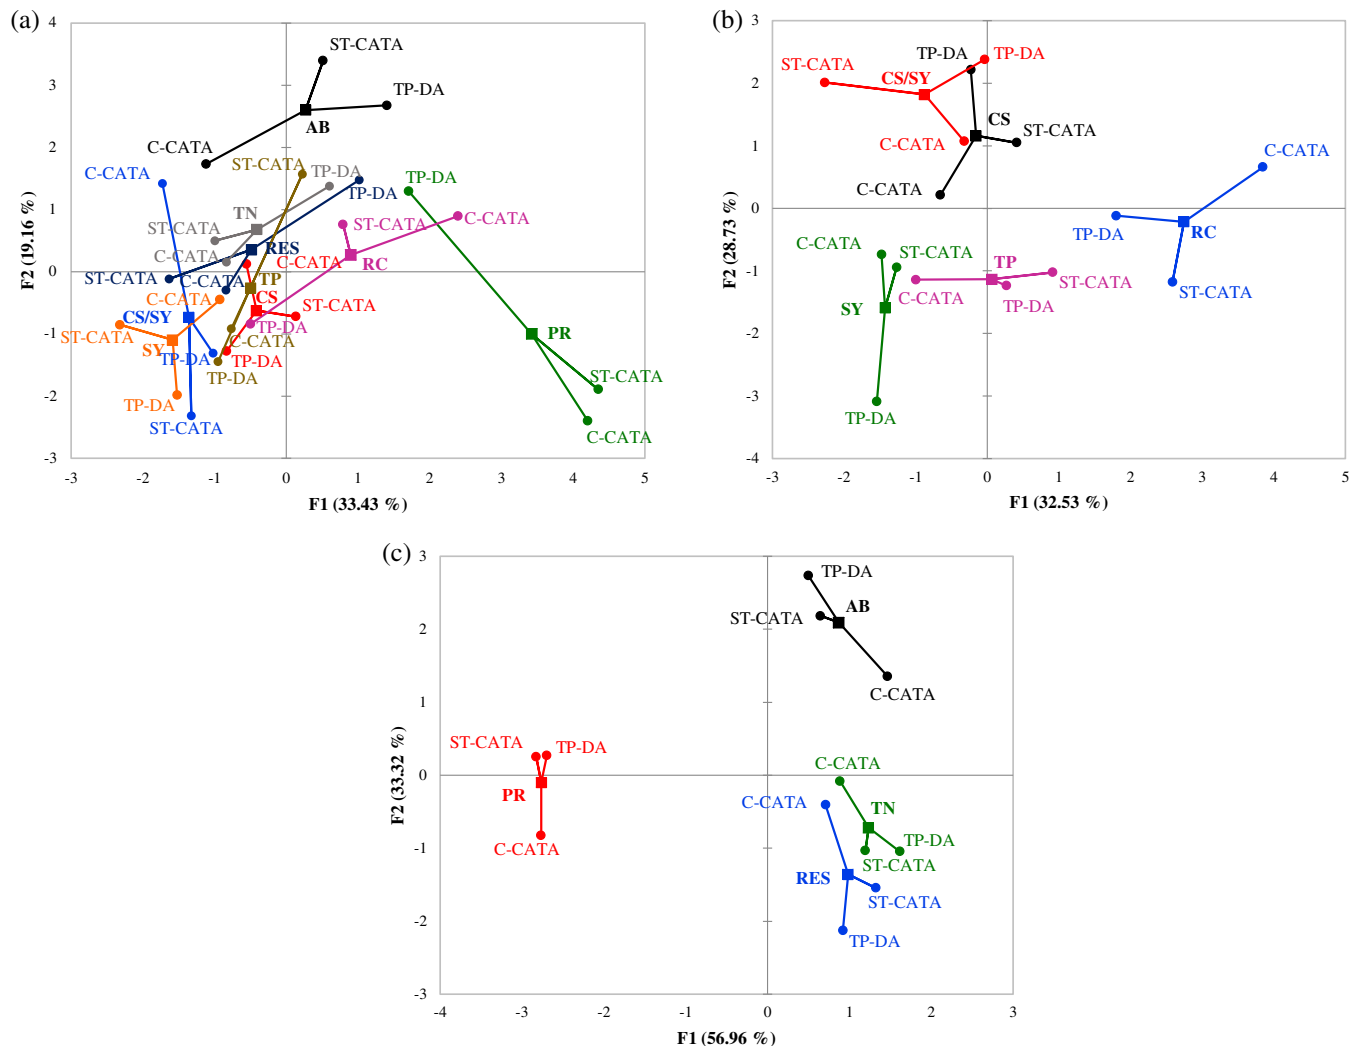 (a)
4
3
2
1
0
-1
-2
-3
F2 (19.16 %)
ST-CATA
TP-DA
AB
C-CATA
C-CATA
ST-CATA
TP-DA
TP-DA
TP-DA
ST-CATA
TN
ST-CATA
C-CATA
C-CATA
RES
C-CATA
RC
ST-CATA
C-CATA
TP
C-CATA
CS
ST-CATA
CS/SY
TP-DA
ST-CATA
SY
C-CATA
TP-DA
TP-DA
TP-DA
TP-DA
ST-CATA
PR
ST-CATA
C-CATA
-3 -2 -1 0 1 2 3 4 5
F1 (33.43 %)
(b)
3
2
1
0
-1
-2
-3
-4
F2 (28.73 %)
TP-DA
TP-DA
ST-CATA
CS/SY
CS
C-CATA
ST-CATA
C-CATA
C-CATA
TP-DA
RC
ST-CATA
C-CATA
ST-CATA
TP
C-CATA
ST-CATA
TP-DA
SY
TP-DA
-3 -2 -1 0 1 2 3 4 5
F1 (32.53 %)
(c)
3
2
1
0
-1
-2
-3
F2 (33.32 %)
TP-DA
AB
ST-CATA
C-CATA
ST-CATA
TP-DA
PR
C-CATA
C-CATA
C-CATA
TN
TP-DA
ST-CATA
RES
ST-CATA
TP-DA
-4 -3 -2 -1 0 1 2 3
F1 (56.96 %)